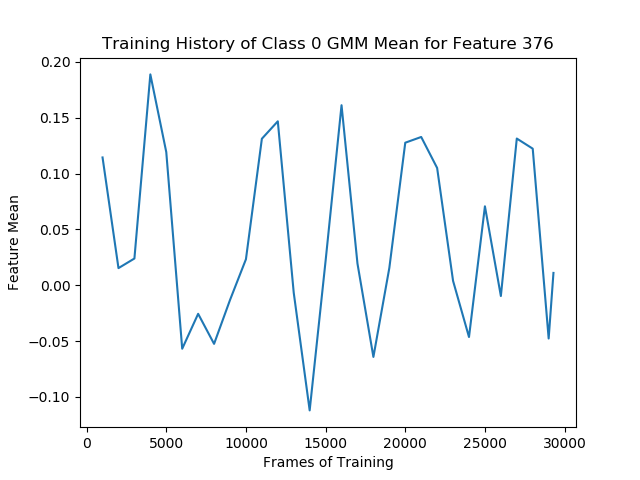 Training History of Class 0 GMM Mean for Feature 376
0.20
0.15
0.10
0.05
0.00
−0.05
−0.10
Feature Mean
0 5000 10000 15000 20000 25000 30000
Frames of Training